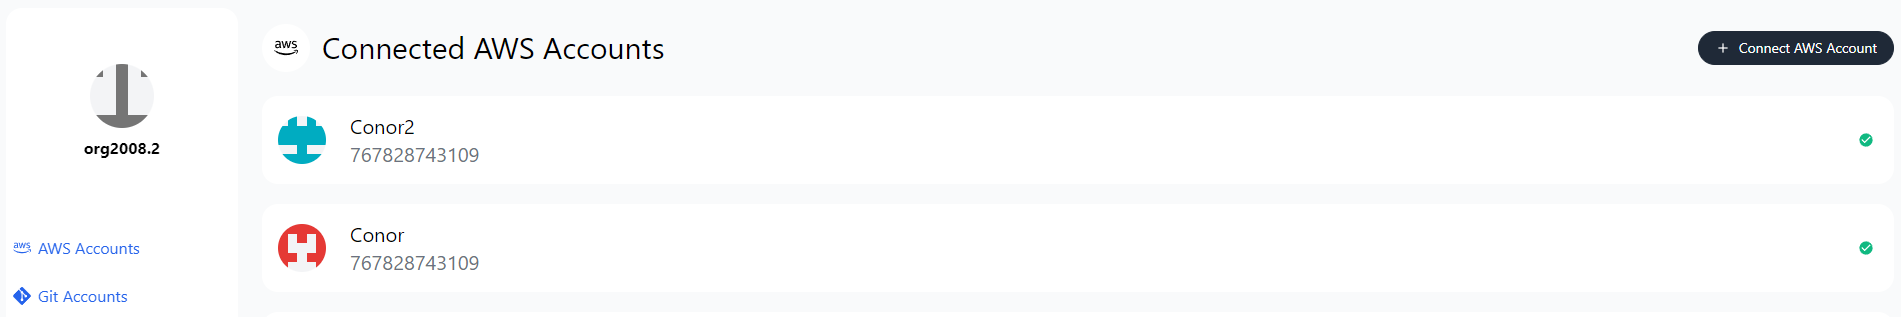 org2008.2
aws AWS Accounts
Git Accounts
aws Connected AWS Accounts
+ Connect AWS Account
Conor2
767828743109
Conor
767828743109